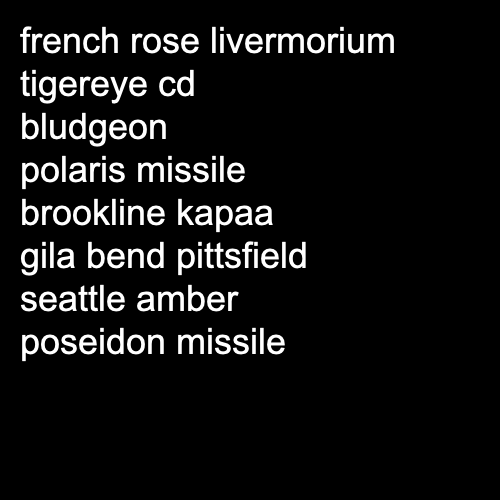 french rose livermorium
tigereye cd
bludgeon
polaris missile
brookline kapaa
gila bend pittsfield
seattle amber
poseidon missile